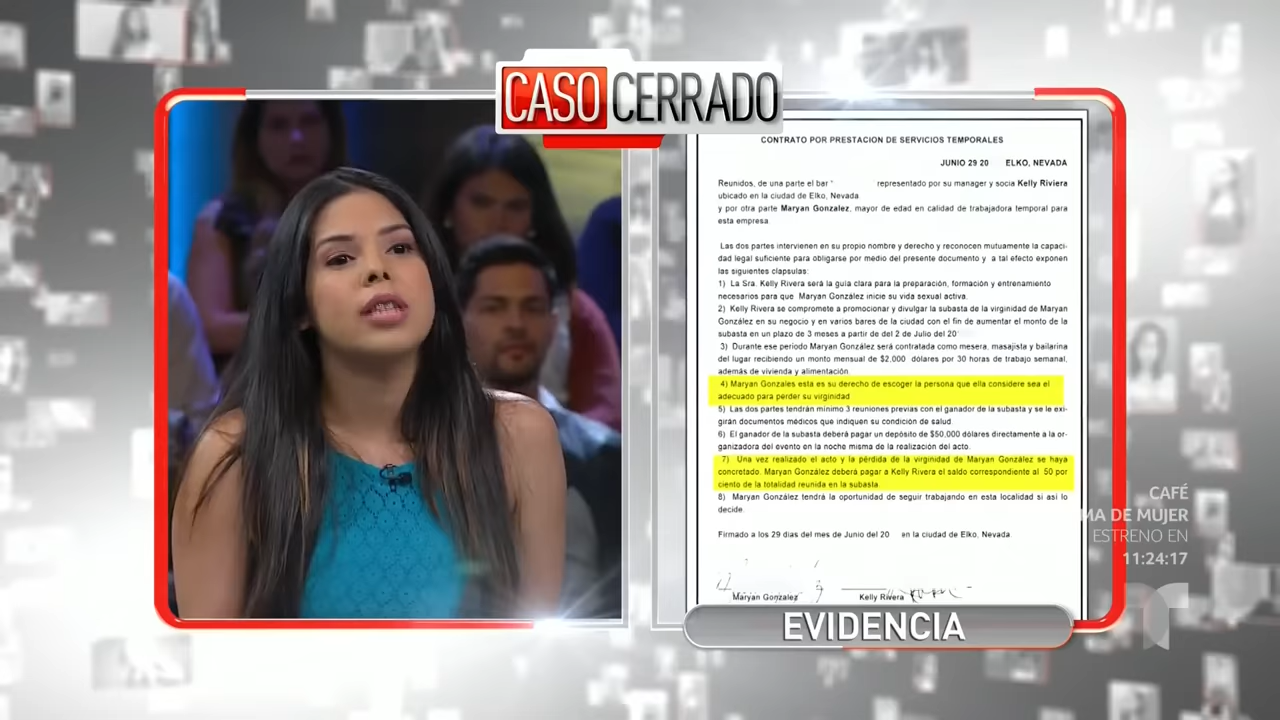 CASO CERRADO
CONTRATO POR PRESTACION DE SERVICIOS TEMPORALES
JUNIO 29 20 ELKO, NEVADA
Reunidos, de una parte el bar " representado por su manager y socia Kelly Riviera
ubicado en la ciudad de Elko, Nevada
y por otra parte Maryan Gonzalez, mayor de edad en calidad de trabajadora temporal para
esta empresa
Las dos partes intervienen en su propio nombre y derecho y reconocen mutuamente la capaci-
dad legal suficiente para obligarse por medio del presente documento y a tal efecto exponen
las siguientes clapsulas:
1) La Sra. Kelly Rivera será la guía clara para la preparación, formación y entrenamiento
necesarios para que Maryan González inicie su vida sexual activa.
2) Kelly Rivera se compromete a promocionar y divulgar la subasta de la virginidad de Maryan
González en su negocio y en varios bares de la ciudad con el fin de aumentar el monto de la
subasta en un plazo de 3 meses a partir de del 2 de Julio del 20
3) Durante ese periodo Maryan González será contratada como mesera, masajista y bailarina
del lugar recibiendo un monto mensual de $2,000 dólares por 30 horas de trabajo semanal,
además de vivienda y alimentación.
4) Maryan Gonzales esta es su derecho de escoger la persona que ella considere sea el
adecuado para perder su virginidad
5) Las dos partes tendrán mínimo 3 reuniones previas con el ganador de la subasta y se le exi-
girán documentos médicos que indiquen su condición de salud.
6) El ganador de la subasta deberá pagar un depósito de $50,000 dólares directamente a la or-
ganizadora del evento en la noche misma de la realización del acto.
7) Una vez realizado el acto y la pérdida de la virginidad de Maryan González se haya
concretado. Maryan González deberá pagar a Kelly Rivera el saldo correspondiente al 50 por
ciento de la totalidad reunida en la subasta.
8) Maryan González tendrá la oportunidad de seguir trabajando en esta localidad si asi lo
decide.
Firmado a los 29 días del mes de Junio del 20 en la ciudad de Elko, Nevada.
Maryan Gonzalez Kelly Rivera
EVIDENCIA
CAFÉ
MA DE MUJER
ESTRENO EN
11:24:17